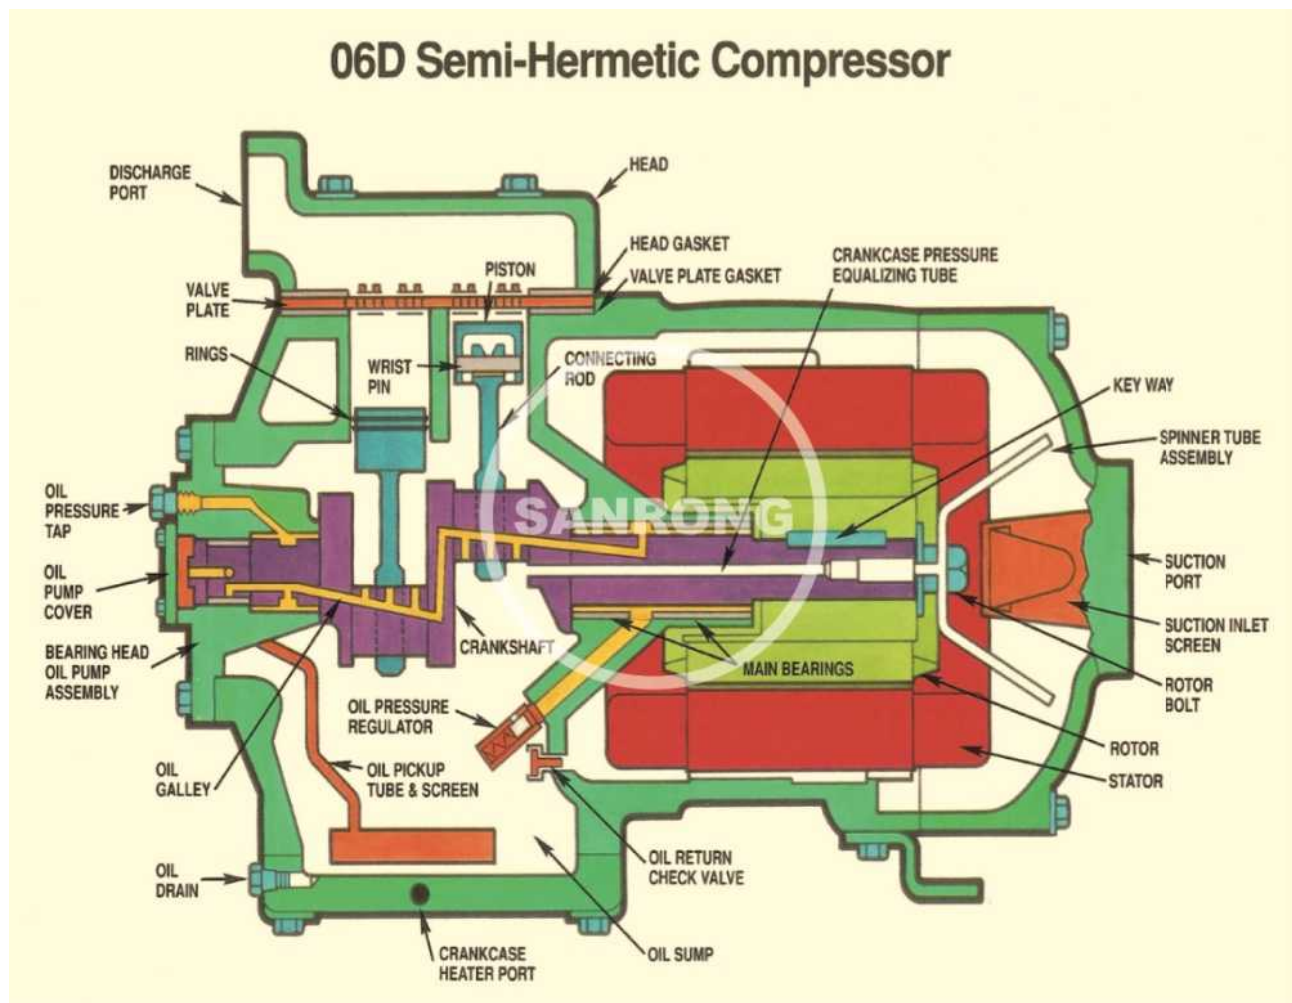 06D Semi-Hermetic Compressor
DISCHARGE
PORT
HEAD
HEAD GASKET
VALVE PLATE GASKET
CRANKCASE PRESSURE
EQUALIZING TUBE
PISTON
VALVE
PLATE
RINGS
WRIST
PIN
CONNECTING
ROD
KEY WAY
SPINNER TUBE
ASSEMBLY
OIL
PRESSURE
TAP
SANRONG
OIL
PUMP
COVER
SUCTION
PORT
BEARING HEAD
OIL PUMP
ASSEMBLY
CRANKSHAFT
MAIN BEARINGS
SUCTION INLET
SCREEN
ROTOR
BOLT
OIL PRESSURE
REGULATOR
ROTOR
STATOR
OIL
GALLEY
OIL PICKUP
TUBE & SCREEN
OIL
DRAIN
OIL RETURN
CHECK VALVE
CRANKCASE
HEATER PORT
OIL SUMP